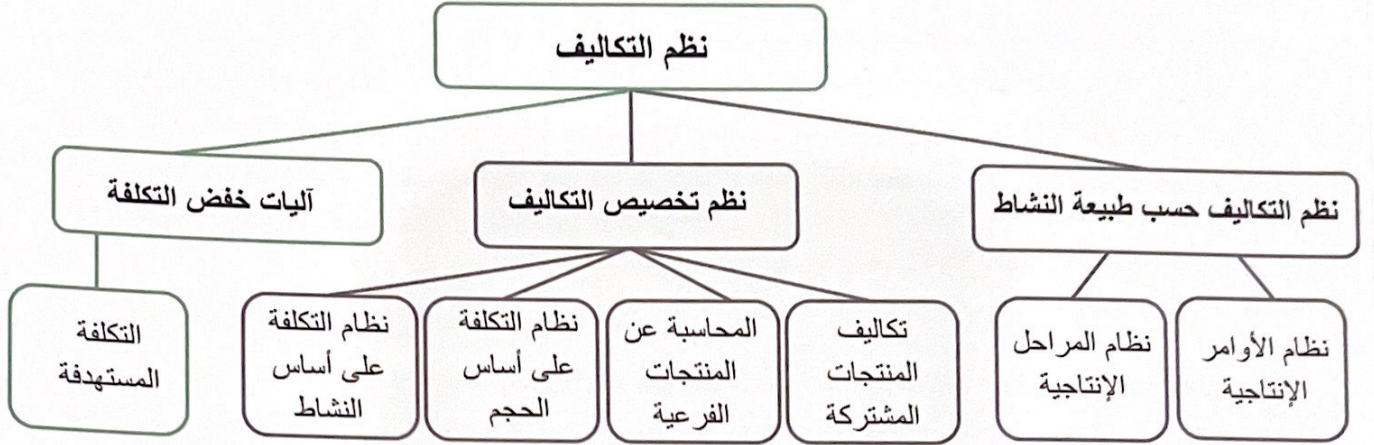 نظم التكاليف
نظم التكاليف حسب طبيعة النشاط
نظم تخصيص التكاليف
آليات خفض التكلفة
نظام الأوامر
الإنتاجية
نظام المراحل
الإنتاجية
تكاليف
المنتجات
المشتركة
المحاسبة عن
المنتجات
الفرعية
نظام التكلفة
على أساس
الحجم
نظام التكلفة
على أساس
النشاط
التكلفة
المستهدفة